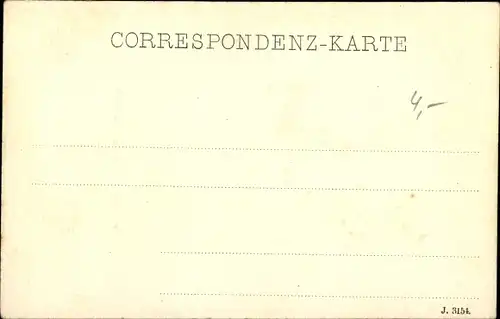 CORRESPONDENZ-KARTE
4,-
J. 3154.